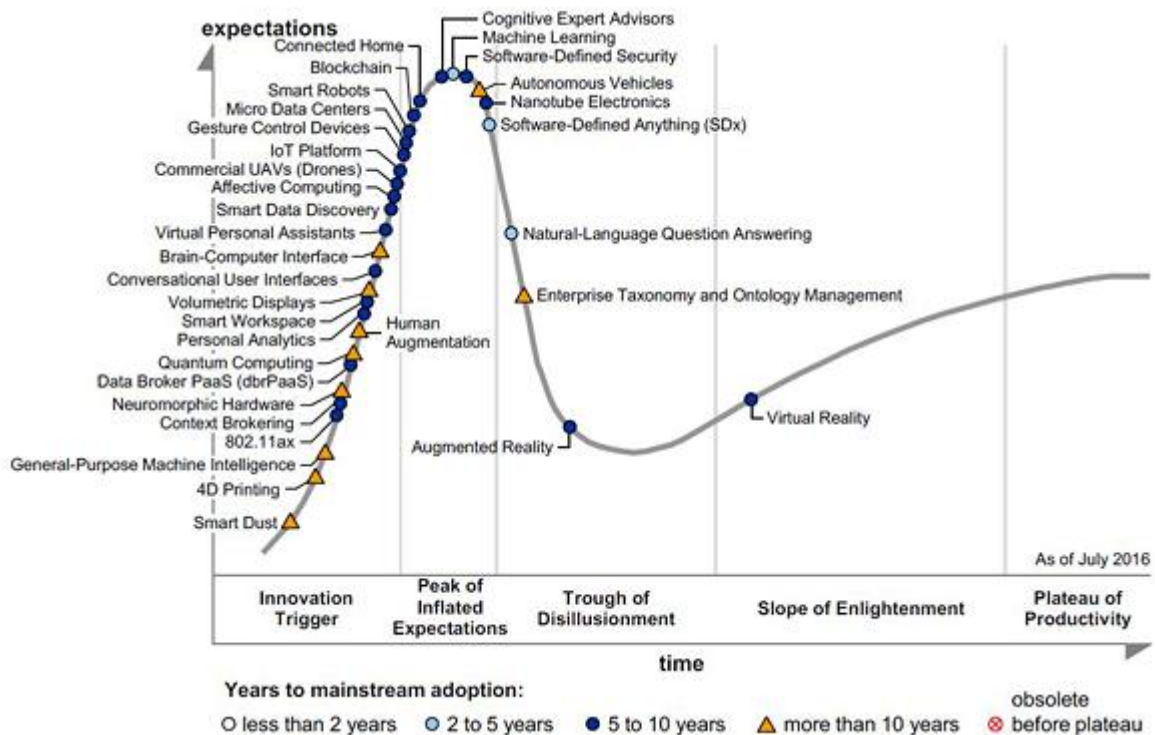 expectations
Cognitive Expert Advisors
Machine Learning
Software-Defined Security
Autonomous Vehicles
Nanotube Electronics
Software-Defined Anything (SDx)
Connected Home
Blockchain
Smart Robots
Micro Data Centers
Gesture Control Devices
IoT Platform
Commercial UAVs (Drones)
Affective Computing
Smart Data Discovery
Virtual Personal Assistants
Brain-Computer Interface
Conversational User Interfaces
Volumetric Displays
Smart Workspace
Personal Analytics
Human
Augmentation
Quantum Computing
Data Broker PaaS (dbrPaaS)
Neuromorphic Hardware
Context Brokering
802.11ax
General-Purpose Machine Intelligence
4D Printing
Smart Dust
Natural-Language Question Answering
Enterprise Taxonomy and Ontology Management
Augmented Reality
Virtual Reality
As of July 2016
Innovation
Trigger
Peak of
Inflated
Expectations
Trough of
Disillusionment
Slope of Enlightenment
Plateau of
Productivity
time
Years to mainstream adoption:
less than 2 years
2 to 5 years
5 to 10 years
more than 10 years
obsolete
before plateau